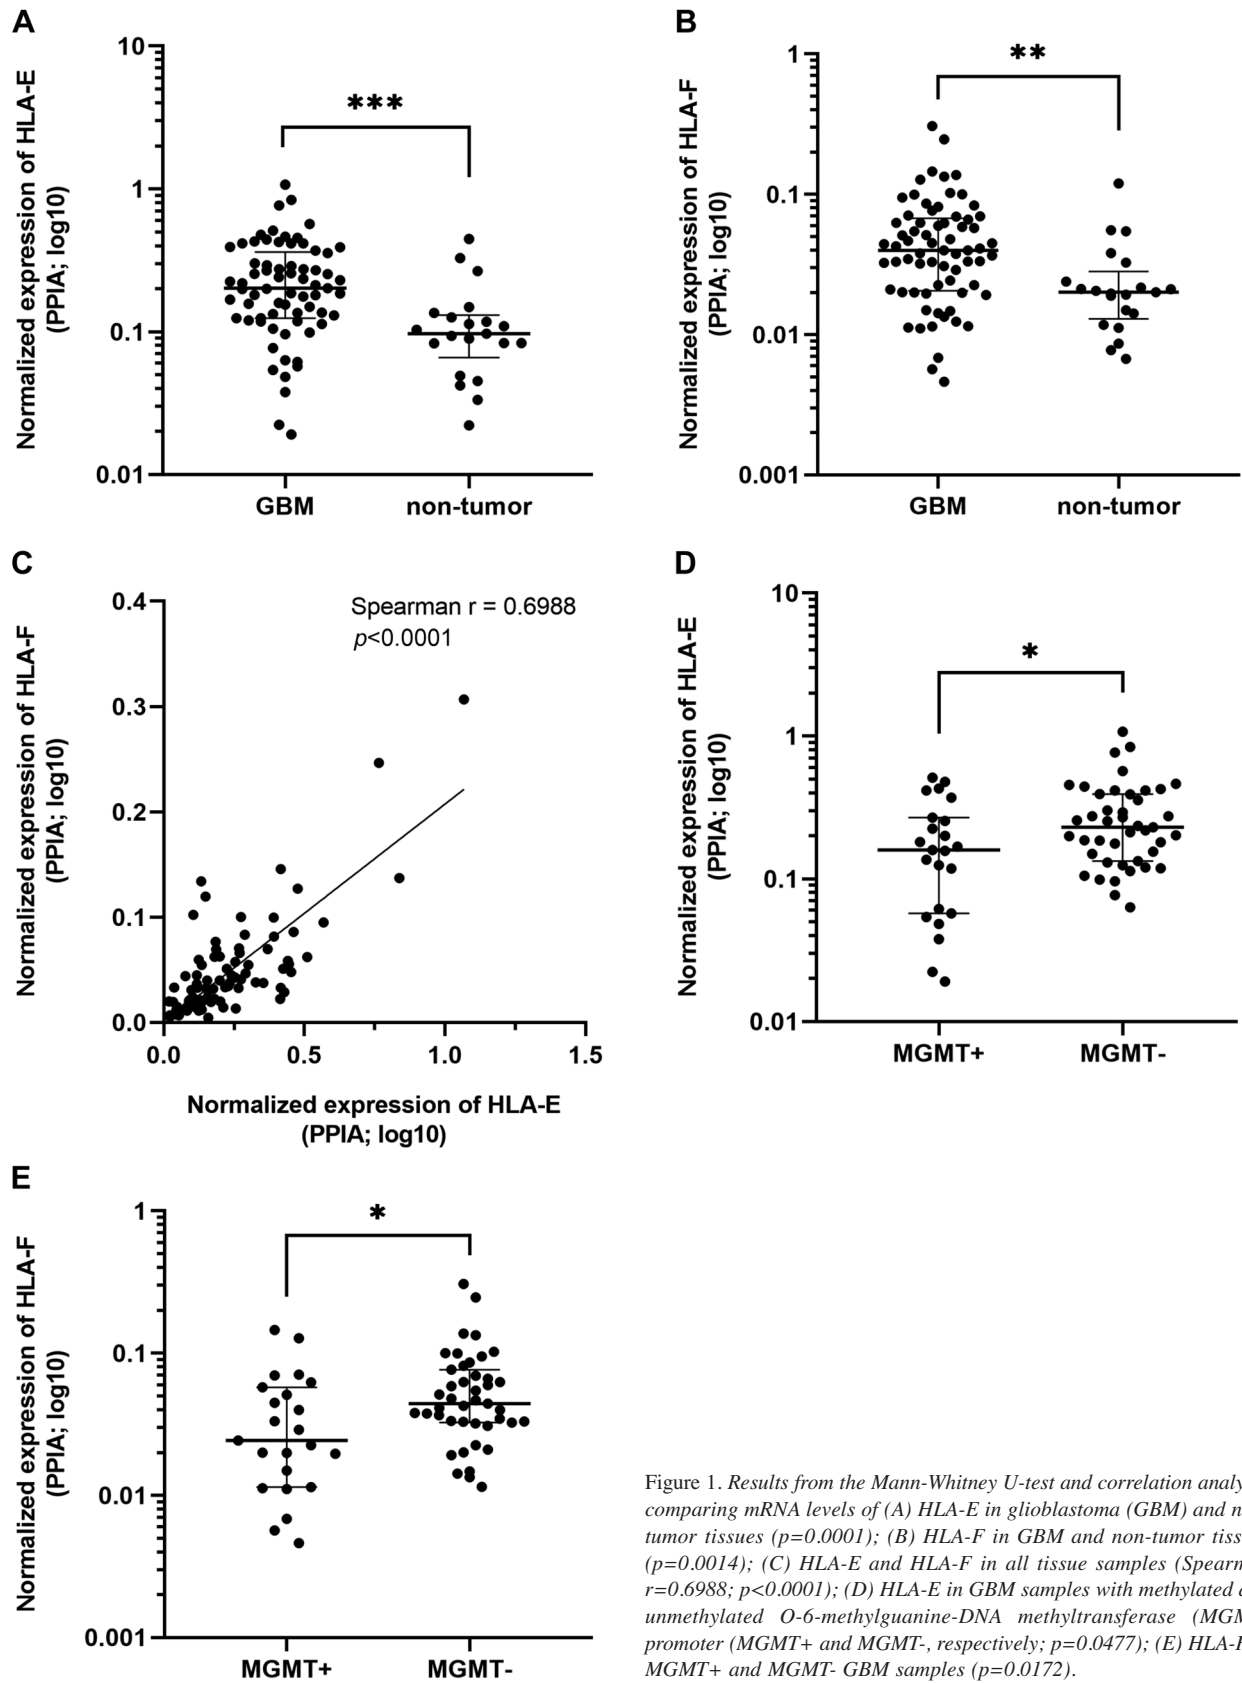 A
Normalized expression of HLA-E
(PPIA; log10)
10
1
0.1
0.01
***
GBM
non-tumor
B
Normalized expression of HLA-F
(PPIA; log10)
1
0.1
0.01
0.001
**
GBM
non-tumor
C
Normalized expression of HLA-F
(PPIA; log10)
0.4
0.3
0.2
0.1
0.0
Spearman r = 0.6988
p<0.0001
0.0
0.5
1.0
1.5
Normalized expression of HLA-E
(PPIA; log10)
D
Normalized expression of HLA-E
(PPIA; log10)
10
1
0.1
0.01
*
MGMT+
MGMT-
E
Normalized expression of HLA-F
(PPIA; log10)
1
0.1
0.01
0.001
*
MGMT+
MGMT-
Figure 1. Results from the Mann-Whitney U-test and correlation
comparing mRNA levels of (A) HLA-E in glioblastoma (GBM) and
tumor tissues (p=0.0001); (B) HLA-F in GBM and non-tumor
(p=0.0014); (C) HLA-E and HLA-F in all tissue samples
r=0.6988; p<0.0001); (D) HLA-E in GBM samples with methylated
unmethylated O-6-methylguanine-DNA methyltransferase
promoter (MGMT+ and MGMT-, respectively; p=0.0477); (E)
MGMT+ and MGMT- GBM samples (p=0.0172).